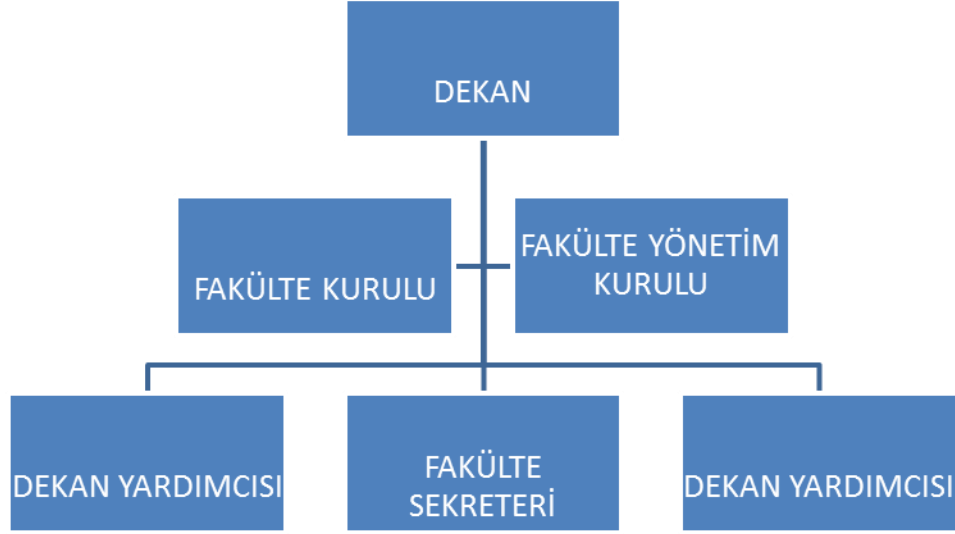 DEKAN
FAKÜLTE KURULU
FAKÜLTE YÖNETİM
KURULU
DEKAN YARDIMCISI
FAKÜLTE
SEKRETERİ
DEKAN YARDIMCISI